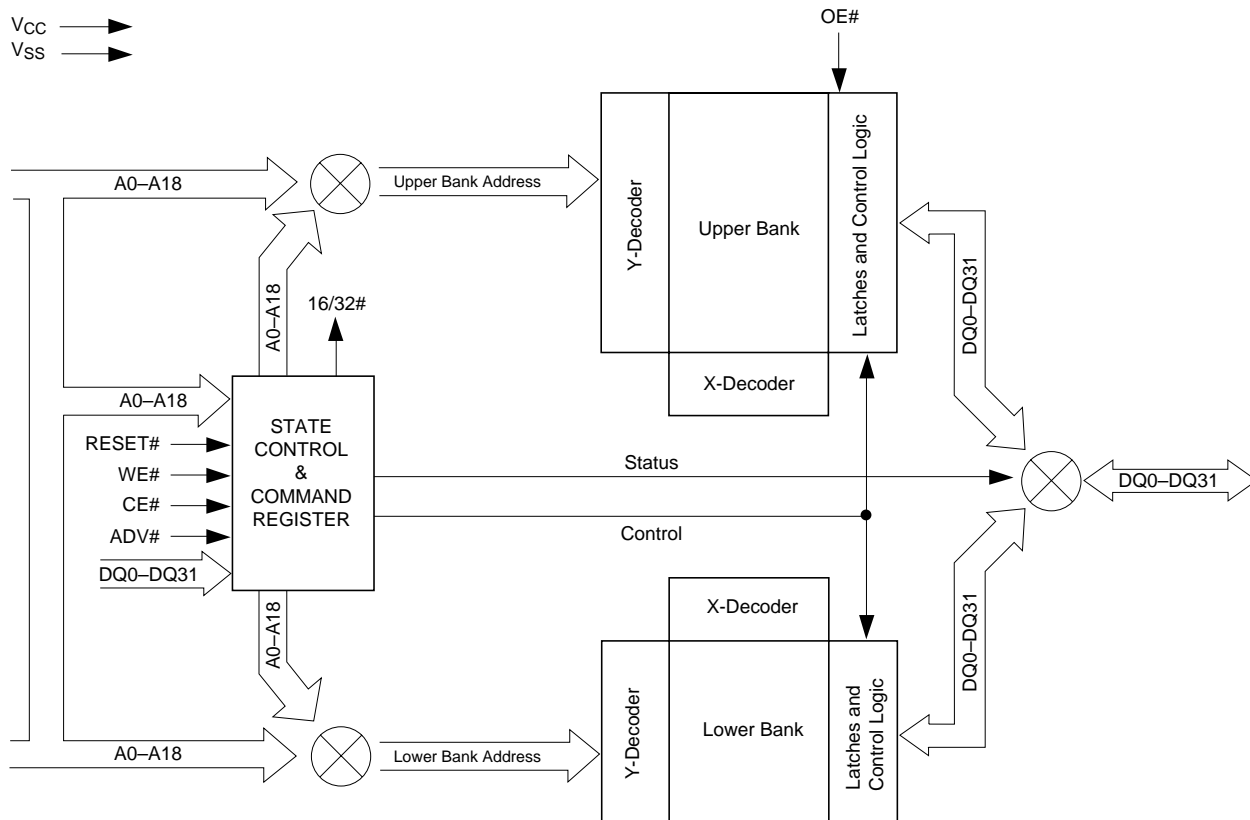 VCC
VSS
OE#
A0–A18
Upper Bank Address
Y-Decoder
Upper Bank
Latches and Control Logic
X-Decoder
DQ0–DQ31
A0–A18
16/32#
A0–A18
RESET#
WE#
CE#
ADV#
DQ0–DQ31
STATE
CONTROL
&
COMMAND
REGISTER
Status
Control
DQ0–DQ31
A0–A18
X-Decoder
DQ0–DQ31
A0–A18
Lower Bank Address
Y-Decoder
Lower Bank
Latches and
Control Logic